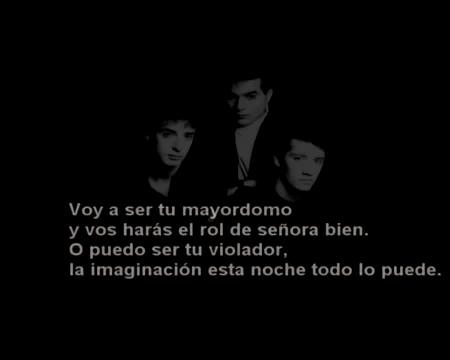 Voy a ser tu mayordomo
y vos harás el rol de señora bien.
O puedo ser tu violador,
la imaginación esta noche todo lo puede.